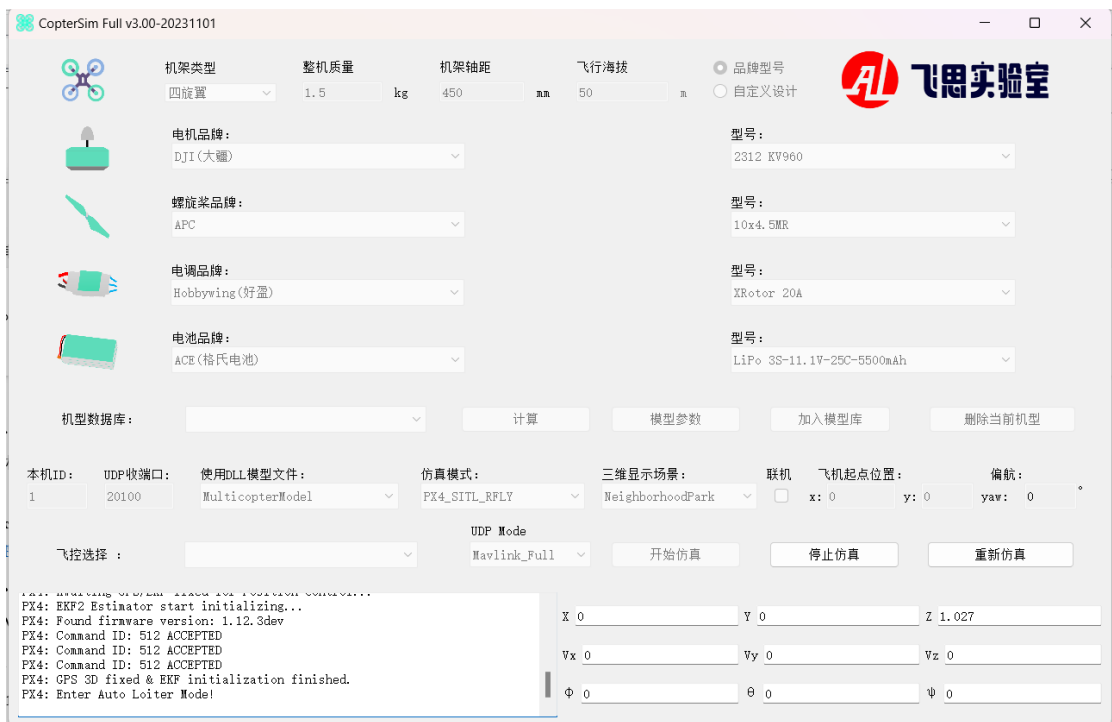 CopterSim Full v3.00-20231101
机架类型 整机质量 机架轴距 飞行海拔 品牌型号
四旋翼 1.5 kg 450 mm 50 m 自定义设计
飞思实验室
电机品牌： 型号：
DJI(大疆) 2312 KV960
螺旋桨品牌： 型号：
APC 10x4.5MR
电调品牌： 型号：
Hobbywing(好盈) XRotor 20A
电池品牌： 型号：
ACE(格氏电池) LiPo 3S-11.1V-25C-5500mAh
机型数据库： 计算 模型参数 加入模型库 删除当前机型
本机ID： UDP收端口： 使用DLL模型文件： 仿真模式： 三维显示场景： 联机 飞机起点位置： 偏航：
1 20100 MulticopterModel PX4_SITL_RFLY NeighborhoodPark x: 0 y: 0 yaw: 0 °
UDP Mode
飞控选择 ： Mavlink_Full 开始仿真 停止仿真 重新仿真
PX4: EKF2 Estimator start initializing...
PX4: Found firmware version: 1.12.3dev
PX4: Command ID: 512 ACCEPTED
PX4: Command ID: 512 ACCEPTED
PX4: Command ID: 512 ACCEPTED
PX4: GPS 3D fixed & EKF initialization finished.
PX4: Enter Auto Loiter Mode!
X 0 Y 0 Z 1.027
Vx 0 Vy 0 Vz 0
Φ 0 θ 0 ψ 0